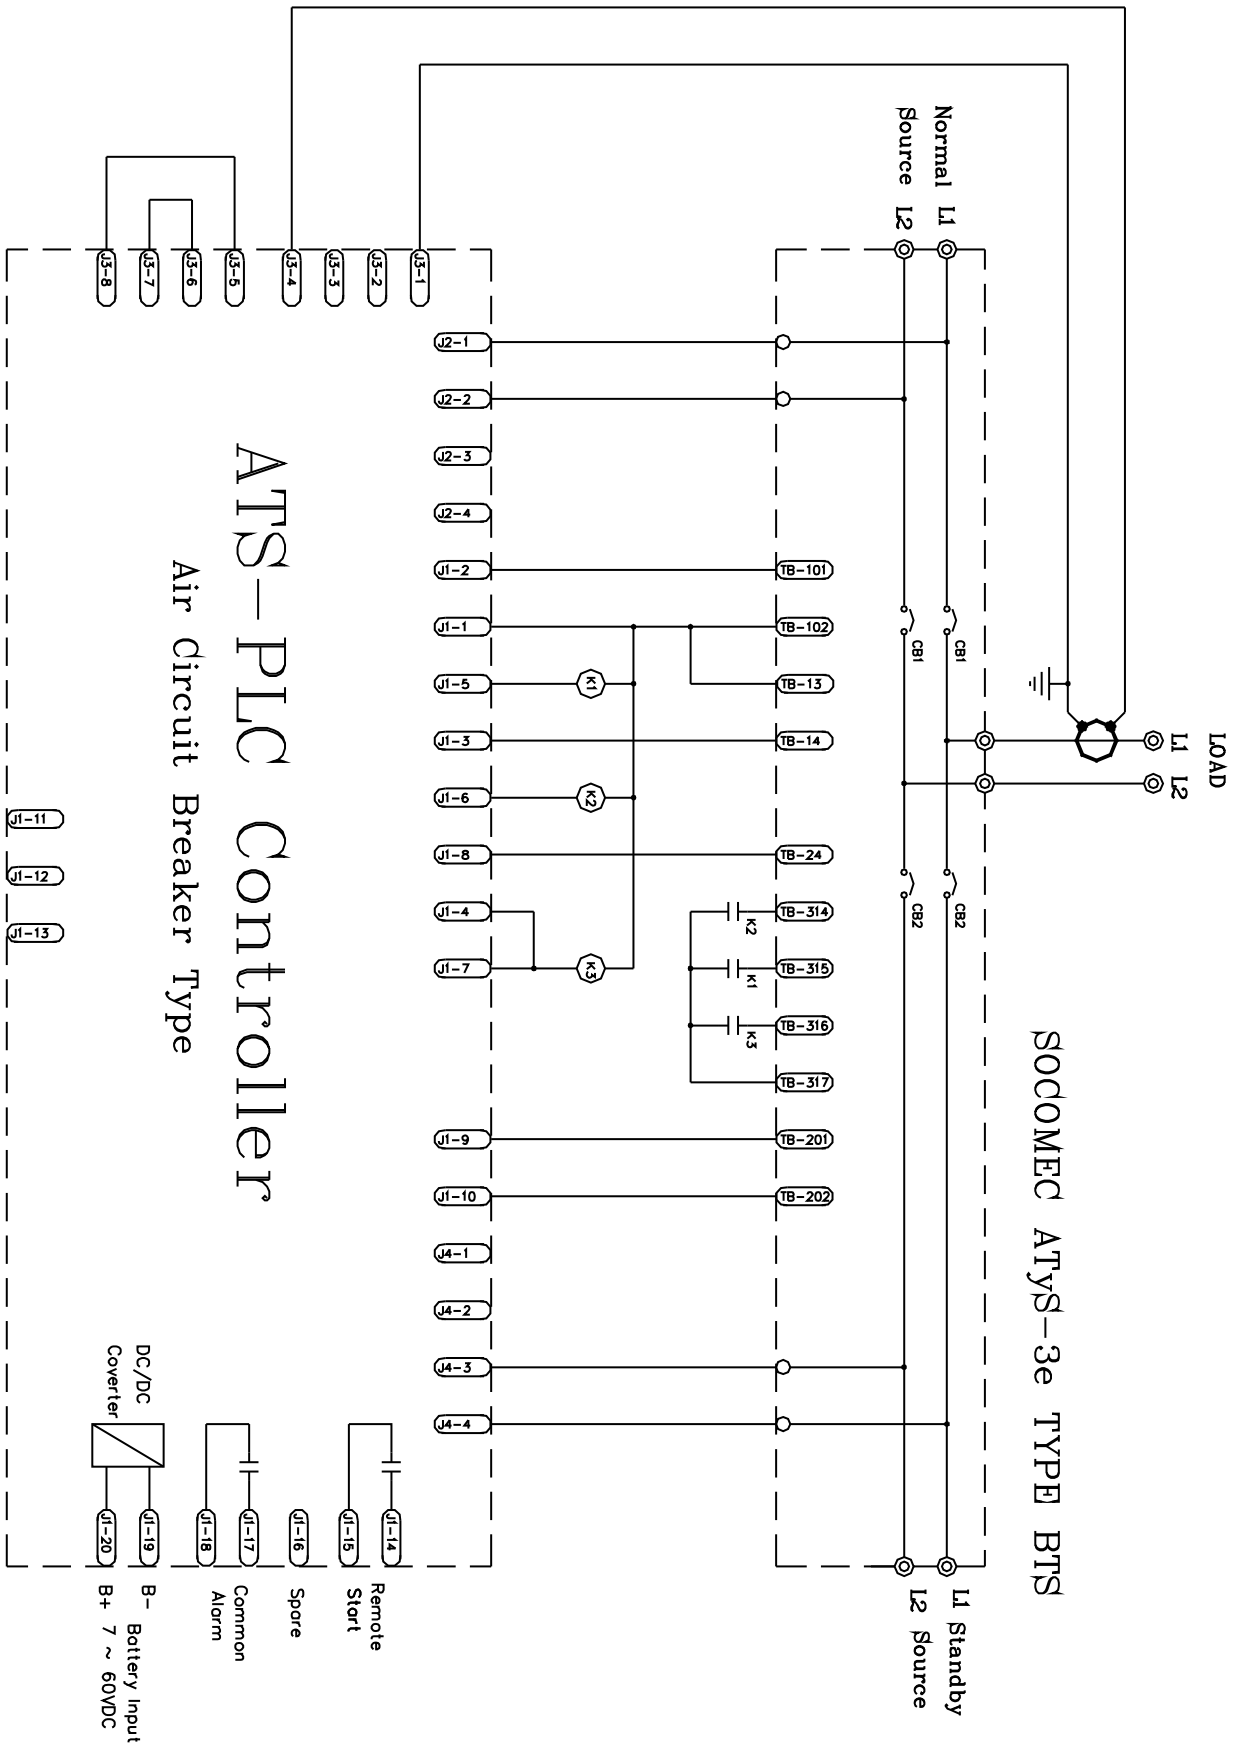 SOCOMEC ATyS-3e TYPE BTS
LOAD
L1
L2
Normal L1
Source L2
CB1
CB1
CB2
CB2
L1 Standby
L2 Source
TB-101
TB-102
TB-13
TB-14
TB-24
TB-314
TB-315
TB-316
TB-317
TB-201
TB-202
K2
K1
K3
K1
K2
K3
J2-1
J2-2
J2-3
J2-4
J1-2
J1-1
J1-5
J1-3
J1-6
J1-8
J1-4
J1-7
J1-9
J1-10
J4-1
J4-2
J4-3
J4-4
J3-1
J3-2
J3-3
J3-4
J3-5
J3-6
J3-7
J3-8
ATS-PLC Controller
Air Circuit Breaker Type
J1-14
J1-15
Remote
Start
J1-16
Spare
J1-17
J1-18
Common
Alarm
DC/DC
Coverter
J1-19
J1-20
B- Battery Input
B+ 7 ~ 60VDC
J1-11
J1-12
J1-13